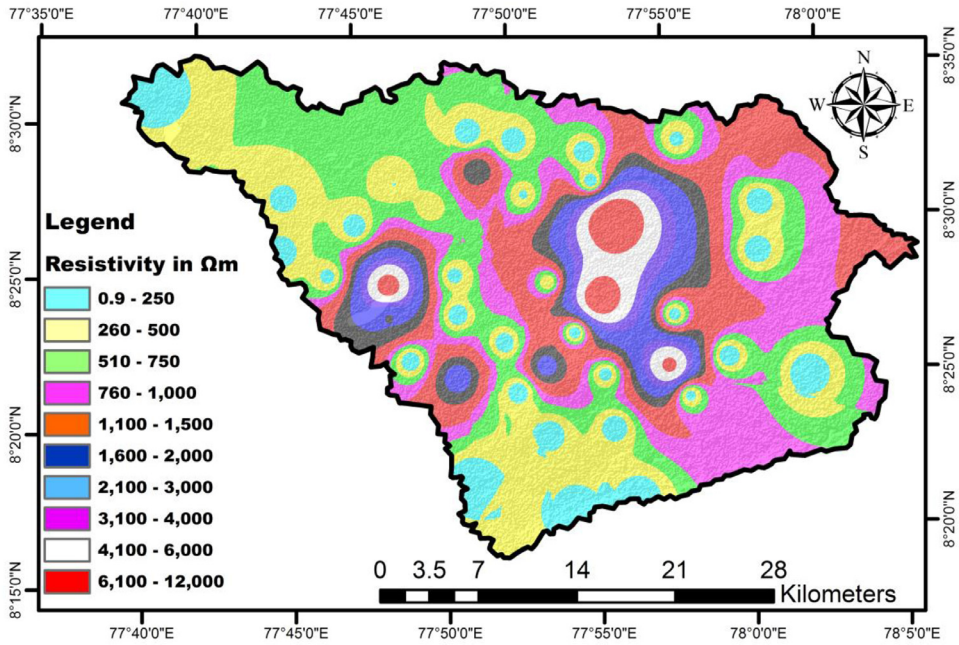 77°35'0"E 77°40'0"E 77°45'0"E 77°50'0"E 77°55'0"E 78°0'0"E
8°35'0"N
8°30'0"N
8°25'0"N
8°20'0"N
8°15'0"N
N
W E
S
Legend
Resistivity in Ωm
0.9 - 250
260 - 500
510 - 750
760 - 1,000
1,100 - 1,500
1,600 - 2,000
2,100 - 3,000
3,100 - 4,000
4,100 - 6,000
6,100 - 12,000
8°30'0"N
8°25'0"N
8°20'0"N
0 3.5 7 14 21 28
Kilometers
77°40'0"E 77°45'0"E 77°50'0"E 77°55'0"E 78°0'0"E 78°5'0"E